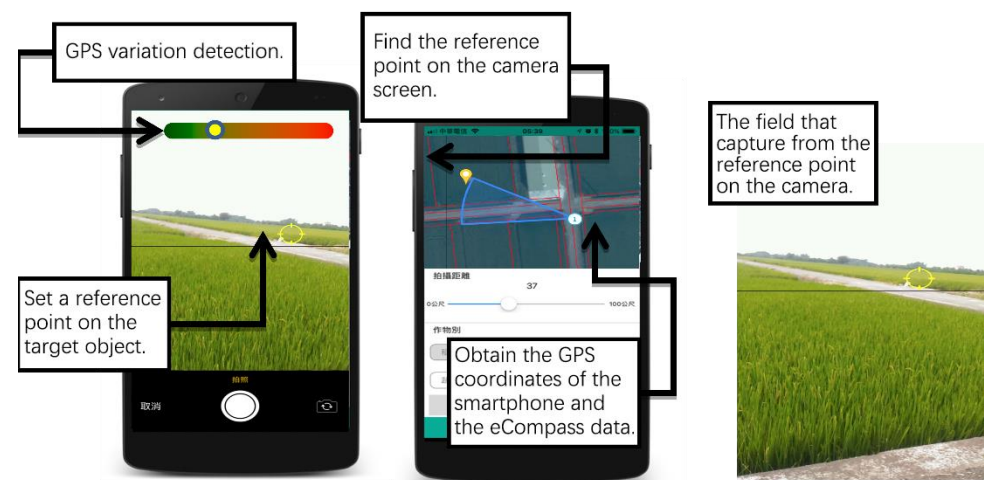 GPS variation detection.
Find the reference
point on the camera
screen.
The field that
capture from the
reference point
on the camera.
Set a reference
point on the
target object.
拍照
取消
05:39
1
拍攝距離
37
0公尺
100公尺
作物別
Obtain the GPS
coordinates of the
smartphone and
the eCompass data.